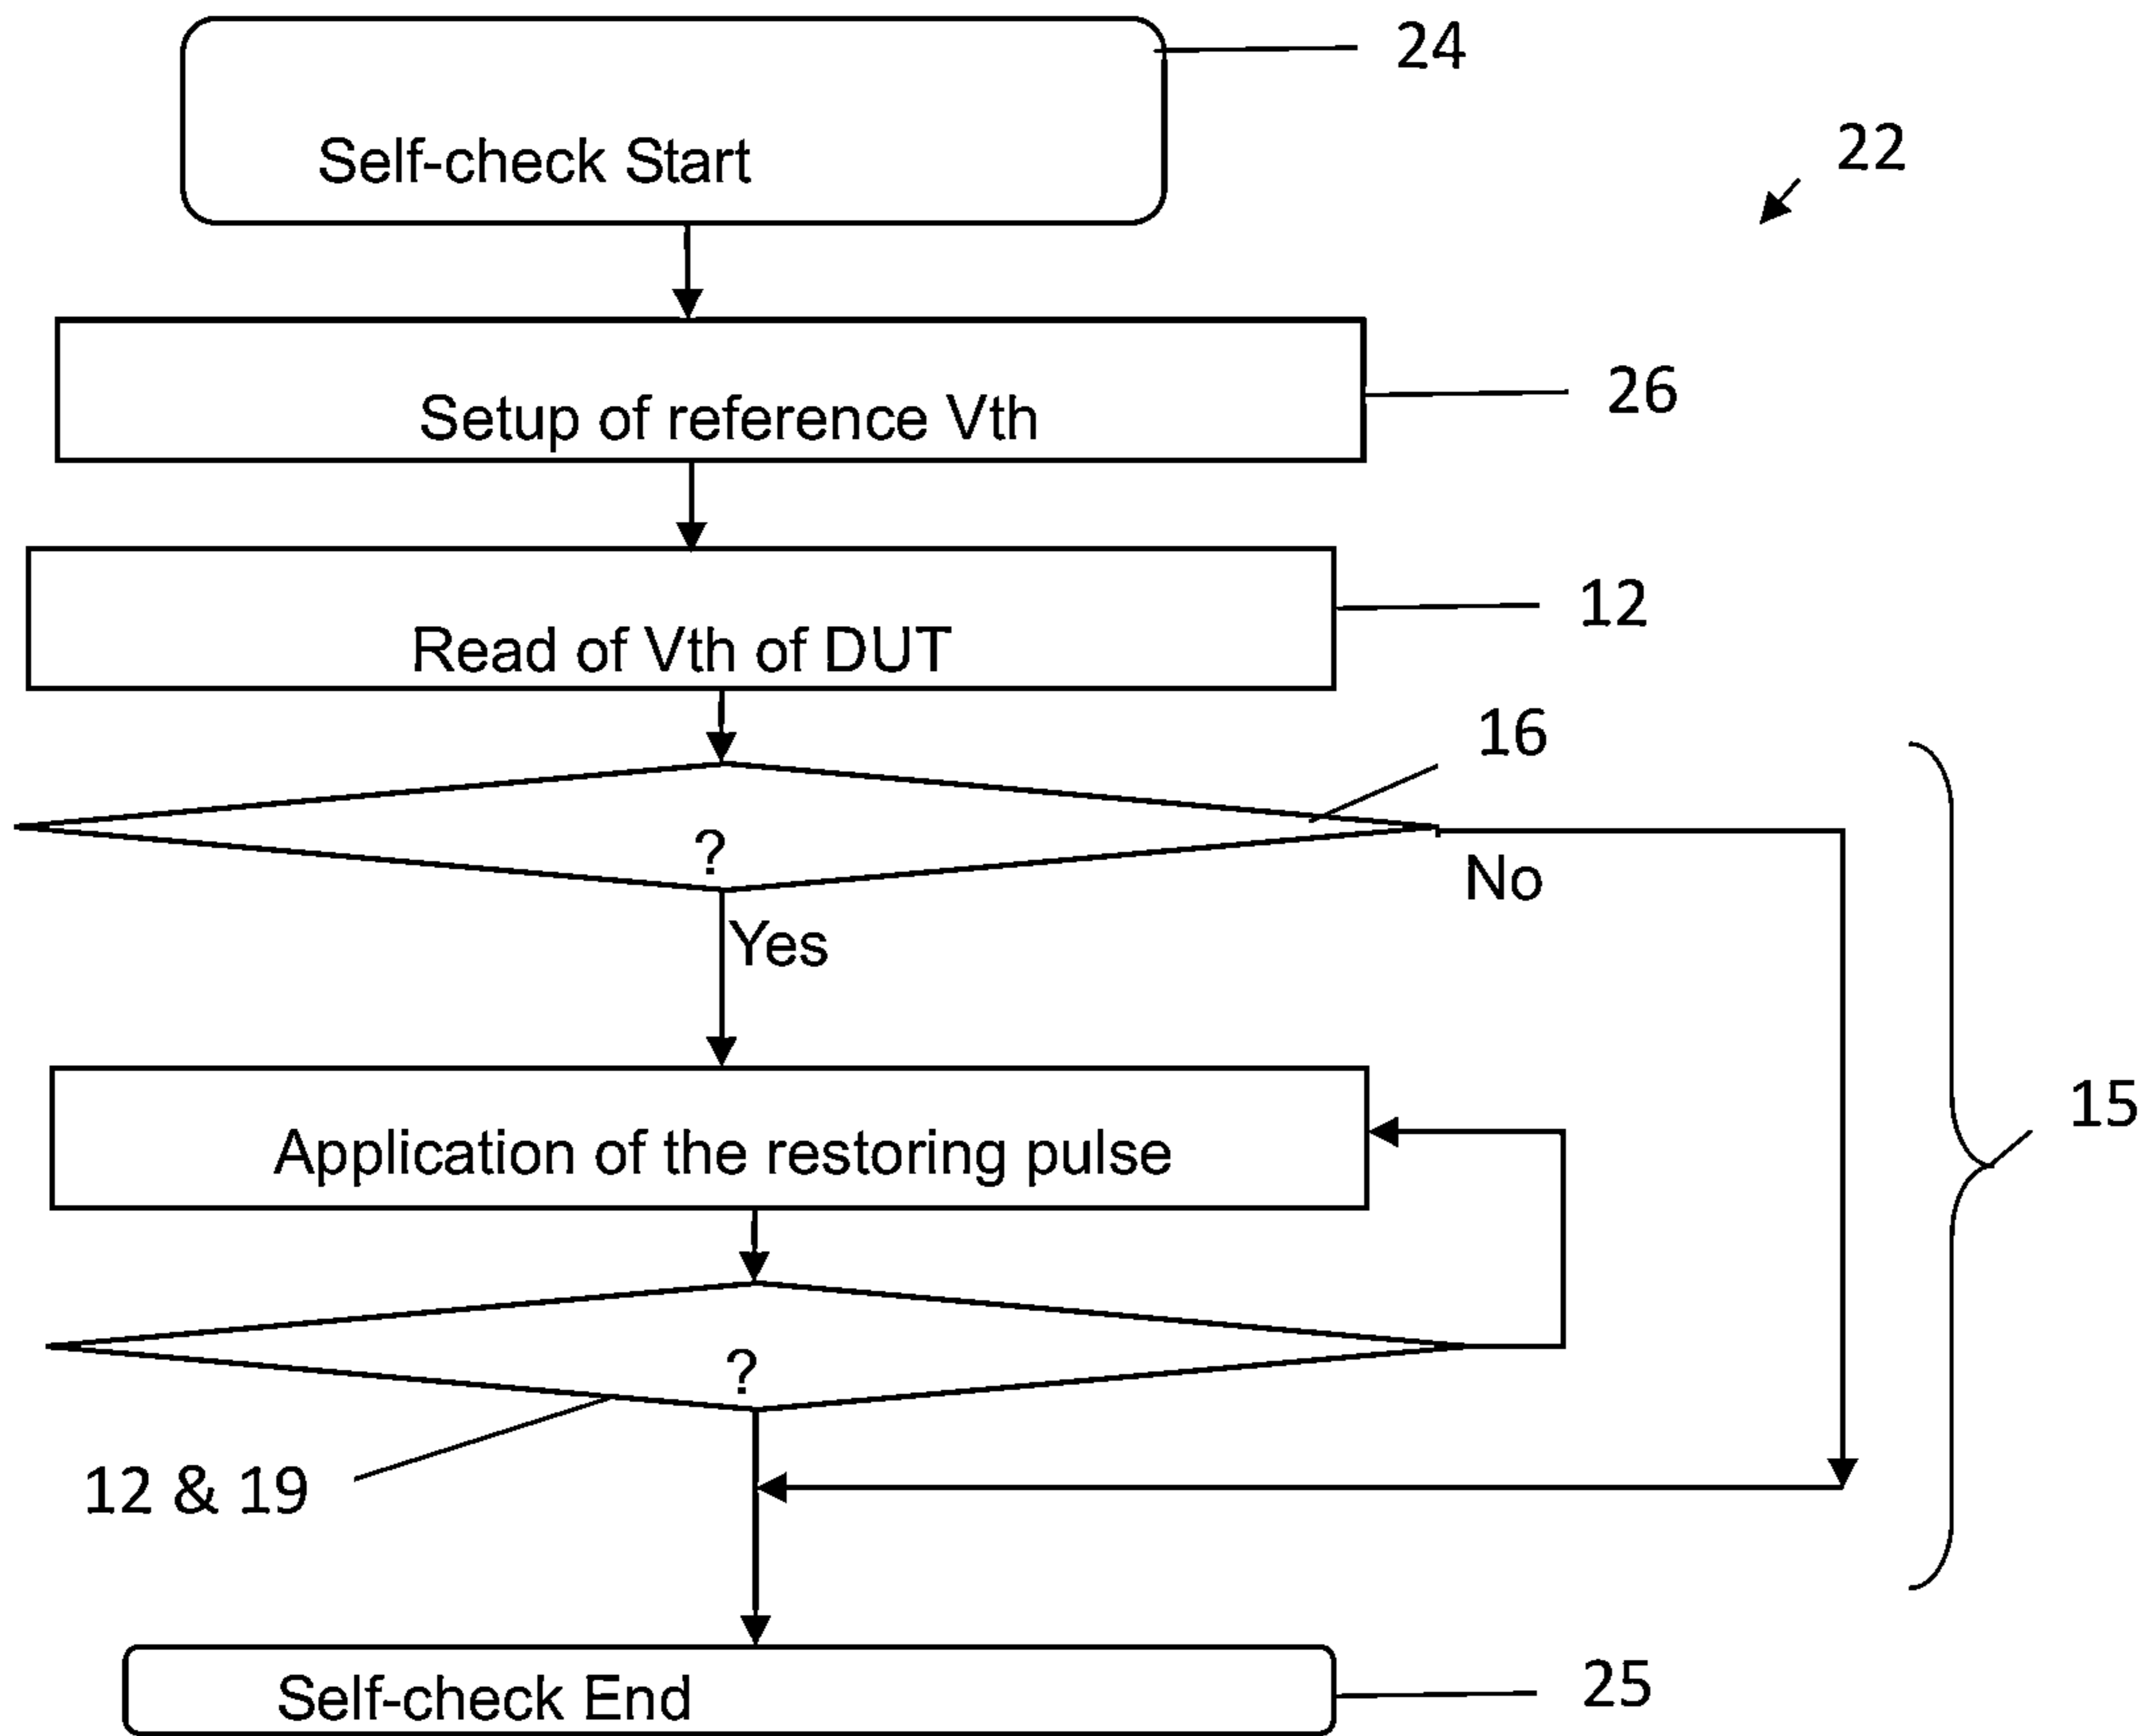 24
Self-check Start
22
26
Setup of reference Vth
12
Read of Vth of DUT
16
?
No
Yes
15
Application of the restoring pulse
?
12 & 19
25
Self-check End